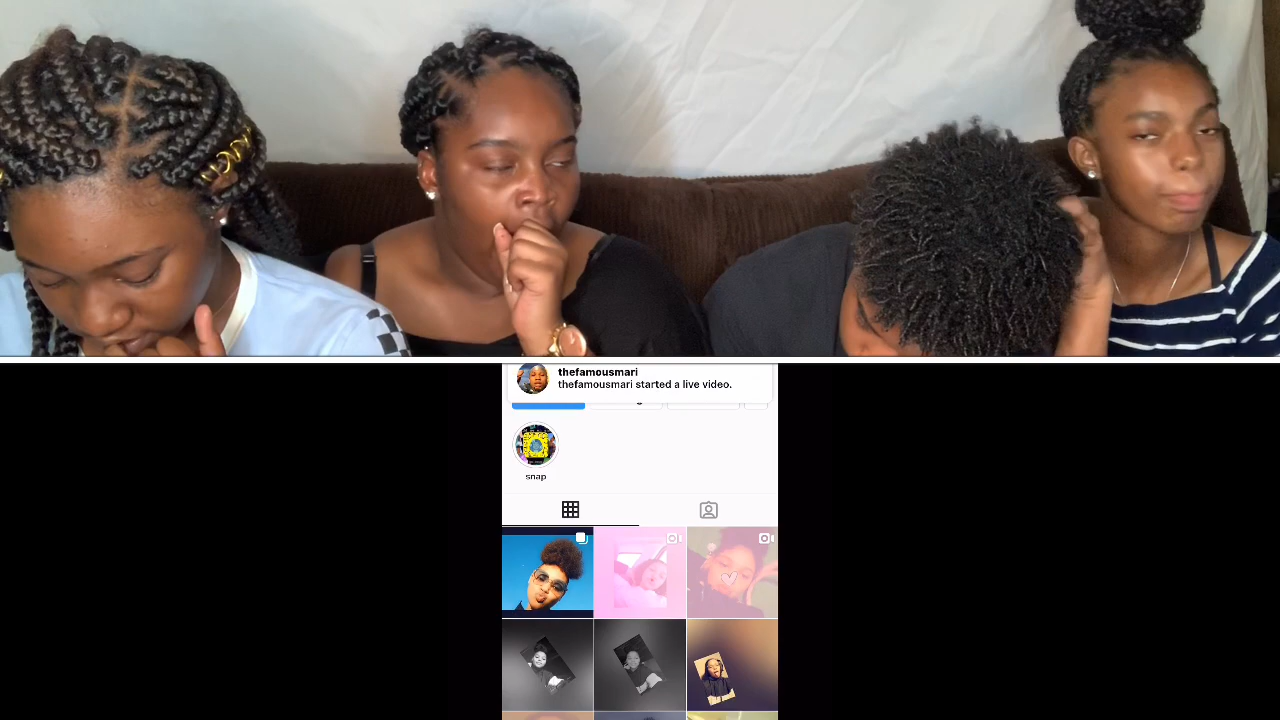 thefamousmari
thefamousmari started a live video.
snap